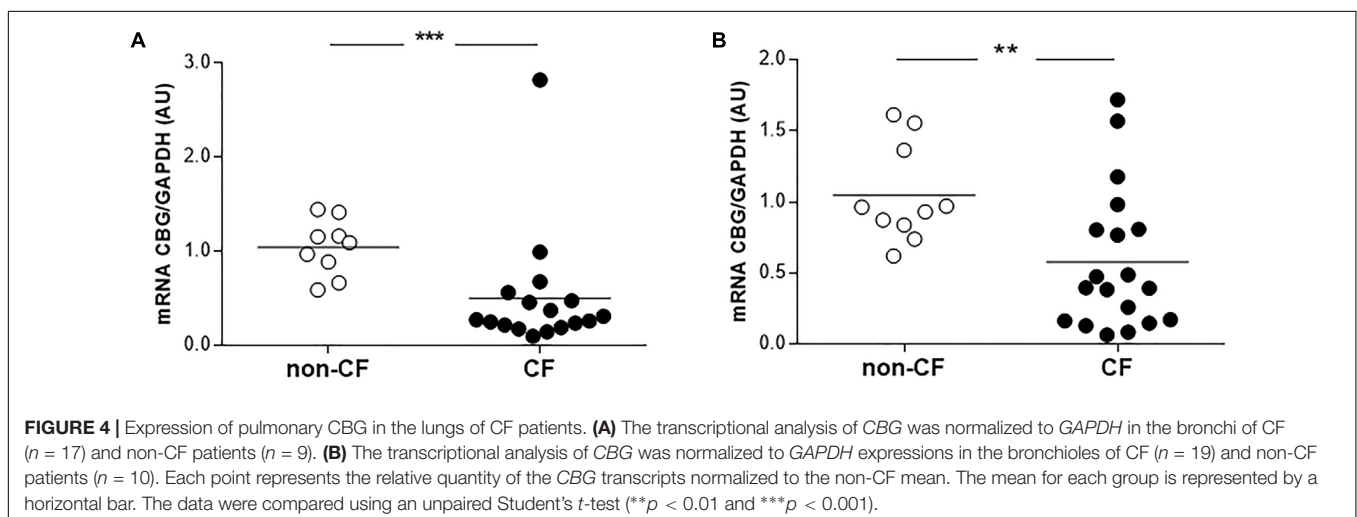 A
***
3.0
2.0
1.0
0.0
mRNA CBG/GAPDH (AU)
non-CF CF
B
**
2.0
1.5
1.0
0.5
0.0
mRNA CBG/GAPDH (AU)
non-CF CF
FIGURE 4 | Expression of pulmonary CBG in the lungs of CF patients. (A) The transcriptional analysis of CBG was normalized to GAPDH in the bronchi of CF
(n = 17) and non-CF patients (n = 9). (B) The transcriptional analysis of CBG was normalized to GAPDH expressions in the bronchioles of CF (n = 19) and non-CF
patients (n = 10). Each point represents the relative quantity of the CBG transcripts normalized to the non-CF mean. The mean for each group is represented by a
horizontal bar. The data were compared using an unpaired Student's t-test (**p < 0.01 and ***p < 0.001).